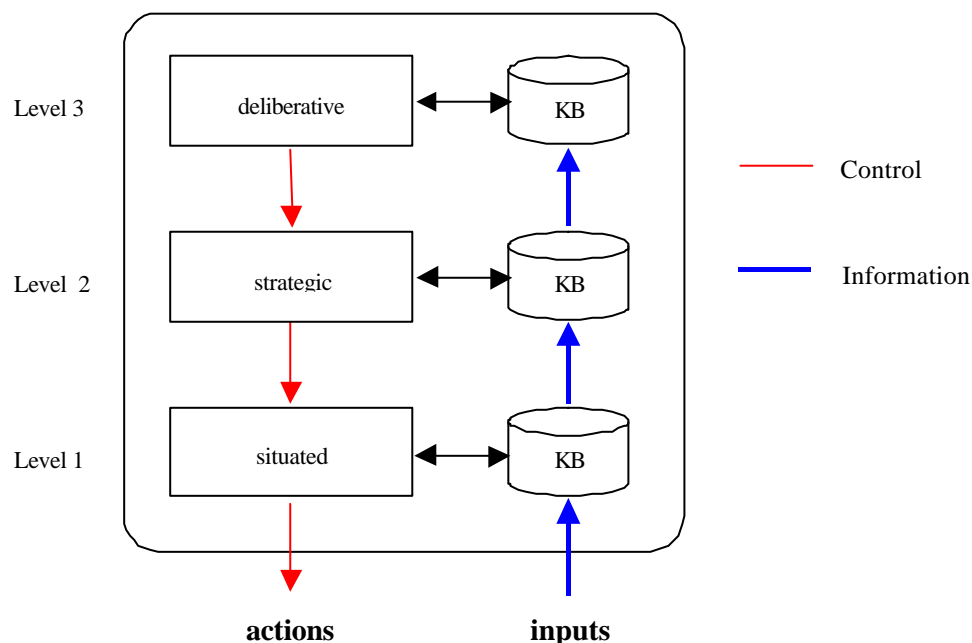 Level 3
deliberative
KB
Control
Level 2
strategic
KB
Information
Level 1
situated
KB
actions
inputs